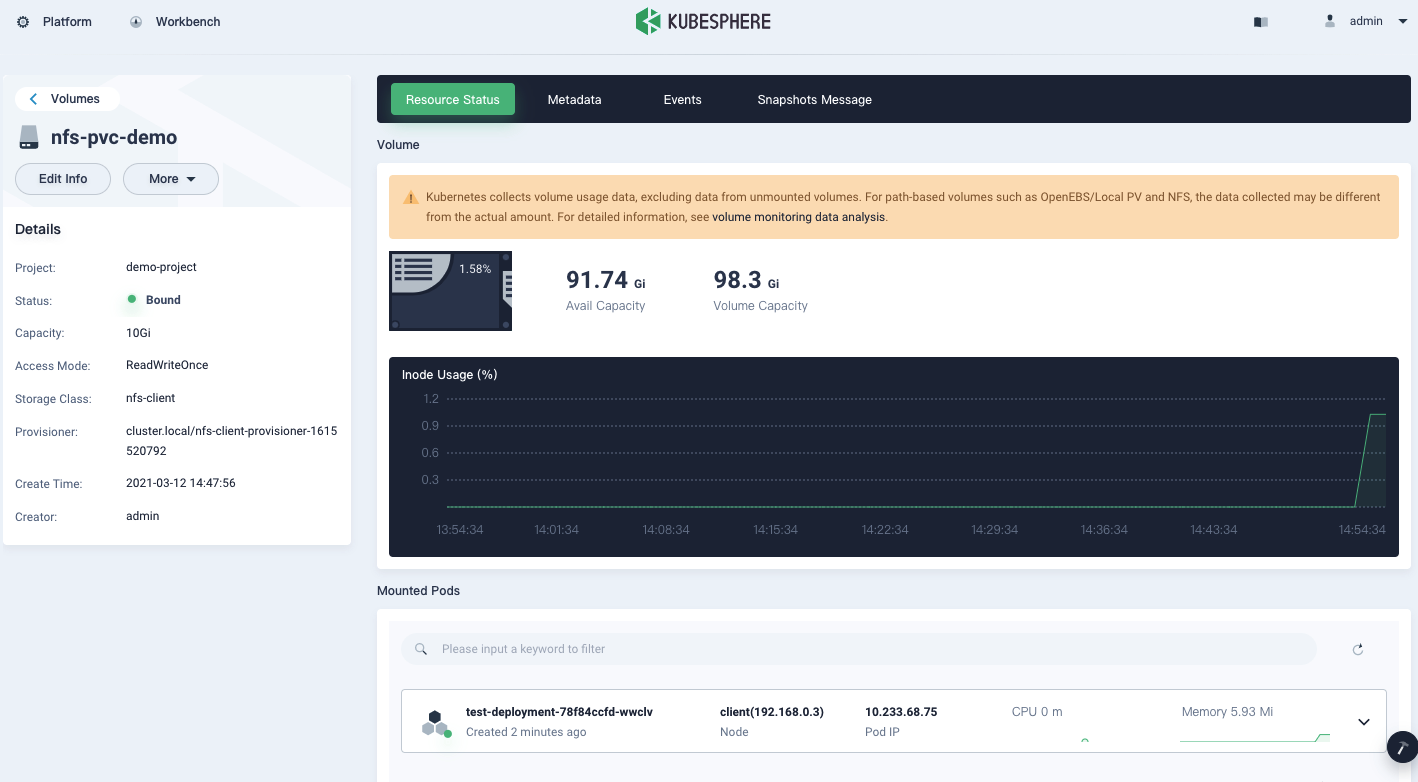 Platform
Workbench
KUBESPHERE
admin
Volumes
nfs-pvc-demo
Edit Info
More
Details
Project: demo-project
Status: Bound
Capacity: 10Gi
Access Mode: ReadWriteOnce
Storage Class: nfs-client
Provisioner: cluster.local/nfs-client-provisioner-1615
520792
Create Time: 2021-03-12 14:47:56
Creator: admin
Resource Status
Metadata
Events
Snapshots Message
Volume
Kubernetes collects volume usage data, excluding data from unmounted volumes. For path-based volumes such as OpenEBS/Local PV and NFS, the data collected may be different
from the actual amount. For detailed information, see volume monitoring data analysis.
1.58%
91.74 Gi
Avail Capacity
98.3 Gi
Volume Capacity
Inode Usage (%)
1.2
0.9
0.6
0.3
13:54:34 14:01:34 14:08:34 14:15:34 14:22:34 14:29:34 14:36:34 14:43:34 14:54:34
Mounted Pods
Please input a keyword to filter
test-deployment-78f84ccfd-wwclv
Created 2 minutes ago
client(192.168.0.3)
Node
10.233.68.75
Pod IP
CPU 0 m
Memory 5.93 Mi